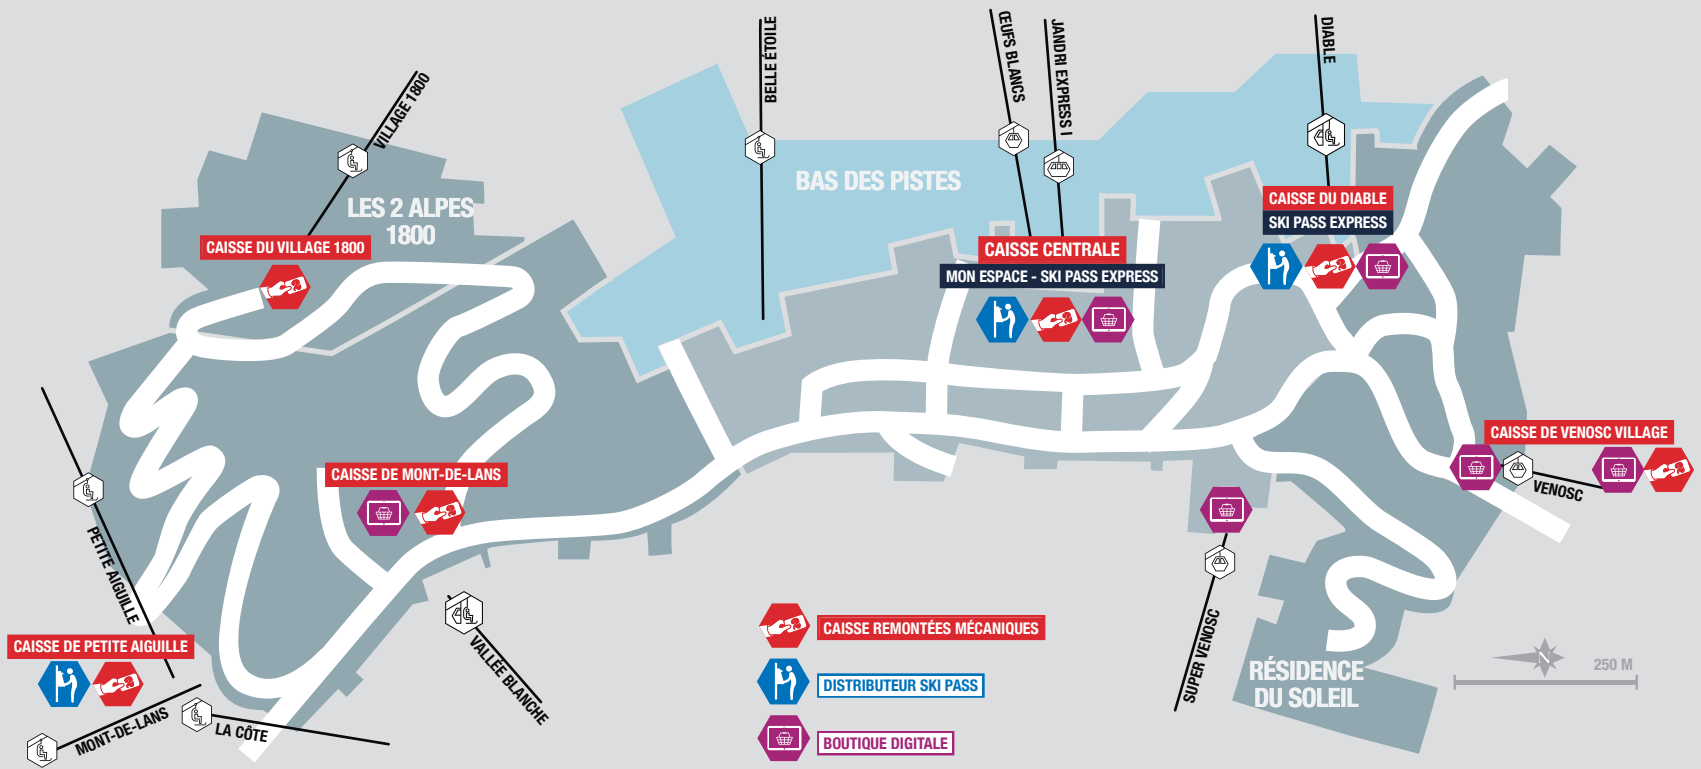 VILLAGE 1800
BELLE ÉTOILE
ŒUFS BLANCS
JANDRI EXPRESS I
DIABLE
LES 2 ALPES
1800
BAS DES PISTES
CAISSE DU VILLAGE 1800
CAISSE CENTRALE
MON ESPACE - SKI PASS EXPRESS
CAISSE DU DIABLE
SKI PASS EXPRESS
CAISSE DE MONT-DE-LANS
CAISSE DE VENOSC VILLAGE
VENOSC
PETITE AIGUILLE
CAISSE DE PETITE AIGUILLE
MONT-DE-LANS
LA CÔTE
VALLÉE BLANCHE
SUPER VENOSC
RÉSIDENCE
DU SOLEIL
CAISSE REMONTÉES MÉCANIQUES
DISTRIBUTEUR SKI PASS
BOUTIQUE DIGITALE
N
250 M